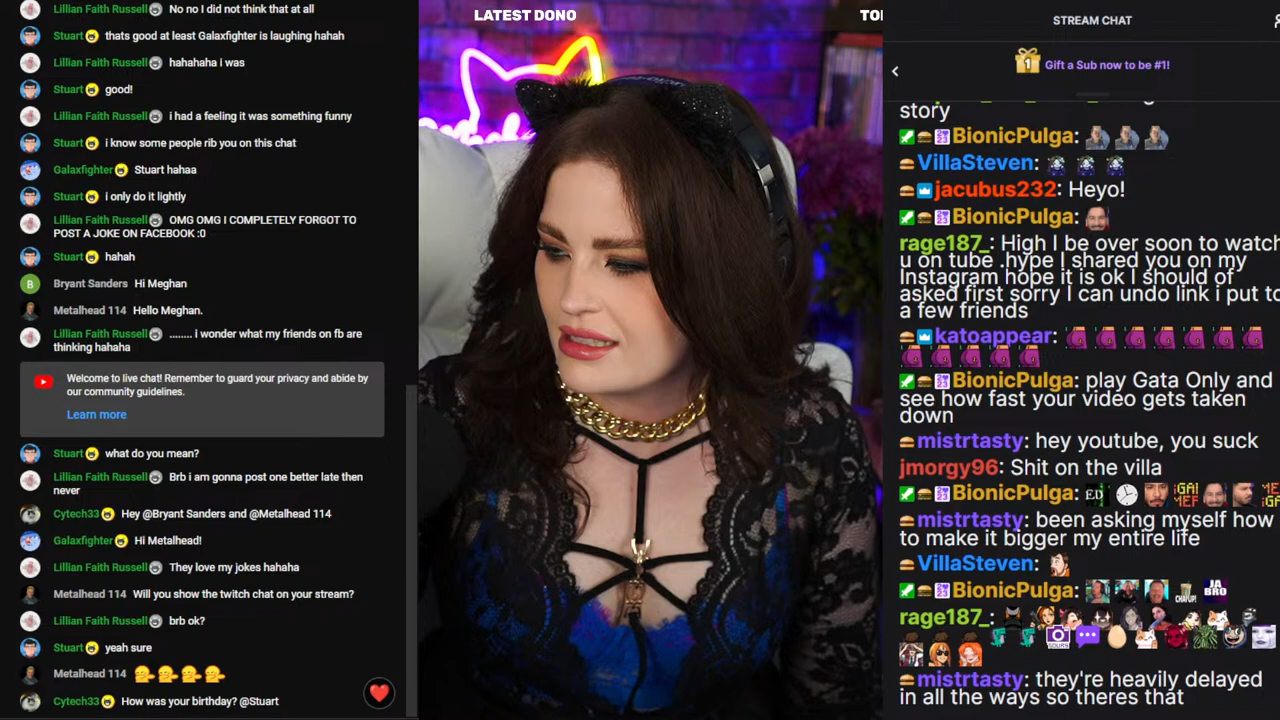 Lillian Faith Russell No no I did not think that at all
Stuart thats good at least Galaxfighter is laughing hahah
Lillian Faith Russell hahahaha i was
Stuart good!
Lillian Faith Russell i had a feeling it was something funny
Stuart i know some people rib you on this chat
Galaxfighter Stuart hahaa
Stuart i only do it lightly
Lillian Faith Russell OMG OMG I COMPLETELY FORGOT TO
POST A JOKE ON FACEBOOK :0
Stuart hahah
B Bryant Sanders Hi Meghan
Metalhead 114 Hello Meghan.
Lillian Faith Russell ........ i wonder what my friends on fb are
thinking hahaha
Welcome to live chat! Remember to guard your privacy and abide by
our community guidelines.
Learn more
Stuart what do you mean?
Lillian Faith Russell Brb i am gonna post one better late then
never
Cytech33 Hey @Bryant Sanders and @Metalhead 114
Galaxfighter Hi Metalhead!
Lillian Faith Russell They love my jokes hahaha
Metalhead 114 Will you show the twitch chat on your stream?
Lillian Faith Russell brb ok?
Stuart yeah sure
Metalhead 114
Cytech33 How was your birthday? @Stuart
LATEST DONO
STREAM CHAT
1 Gift a Sub now to be #1!
story
BionicPulga:
VillaSteven:
jacubus232: Heyo!
BionicPulga:
rage187_: High I be over soon to watch
u on tube .hype I shared you on my
Instagram hope it is ok I should of
asked first sorry I can undo link i put to
a few friends
katoappear:
BionicPulga: play Gata Only and
see how fast your video gets taken
down
mistrtasty: hey youtube, you suck
jmorgy96: Shit on the villa
BionicPulga: ED
mistrtasty: been asking myself how
to make it bigger my entire life
VillaSteven:
BionicPulga: JA BRO
rage187_:
mistrtasty: they're heavily delayed
in all the ways so theres that